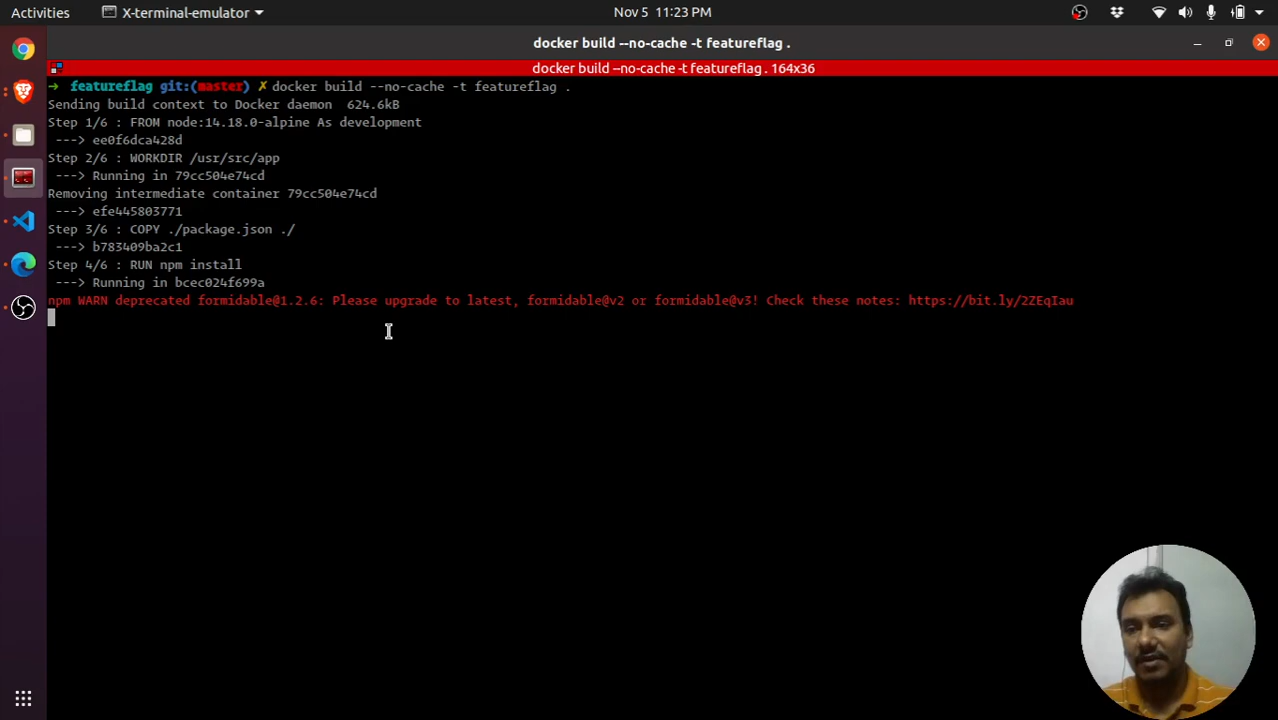 Activities
X-terminal-emulator
Nov 5 11:23 PM
docker build --no-cache -t featureflag .
docker build --no-cache -t featureflag . 164x36
→ featureflag git:(master) ✗ docker build --no-cache -t featureflag .
Sending build context to Docker daemon  624.6kB
Step 1/6 : FROM node:14.18.0-alpine As development
 ---> ee0f6dca428d
Step 2/6 : WORKDIR /usr/src/app
 ---> Running in 79cc504e74cd
Removing intermediate container 79cc504e74cd
 ---> efe445803771
Step 3/6 : COPY ./package.json ./
 ---> b783409ba2c1
Step 4/6 : RUN npm install
 ---> Running in bcec024f699a
npm WARN deprecated formidable@1.2.6: Please upgrade to latest, formidable@v2 or formidable@v3! Check these notes: https://bit.ly/2ZEqIau